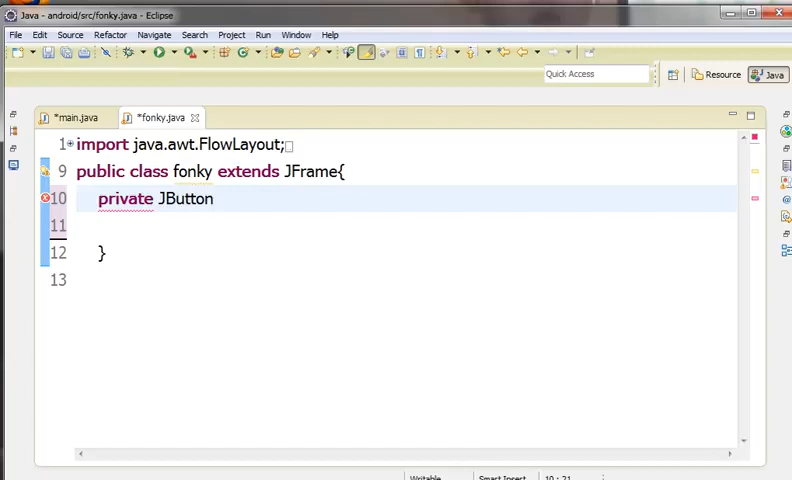 Java - android/src/fonky.java - Eclipse
File Edit Source Refactor Navigate Search Project Run Window Help
Quick Access Resource Java
*main.java *fonky.java
1 import java.awt.FlowLayout;
9 public class fonky extends JFrame{
10 private JButton
11
12 }
13
Writable Smart Insert 10 : 21